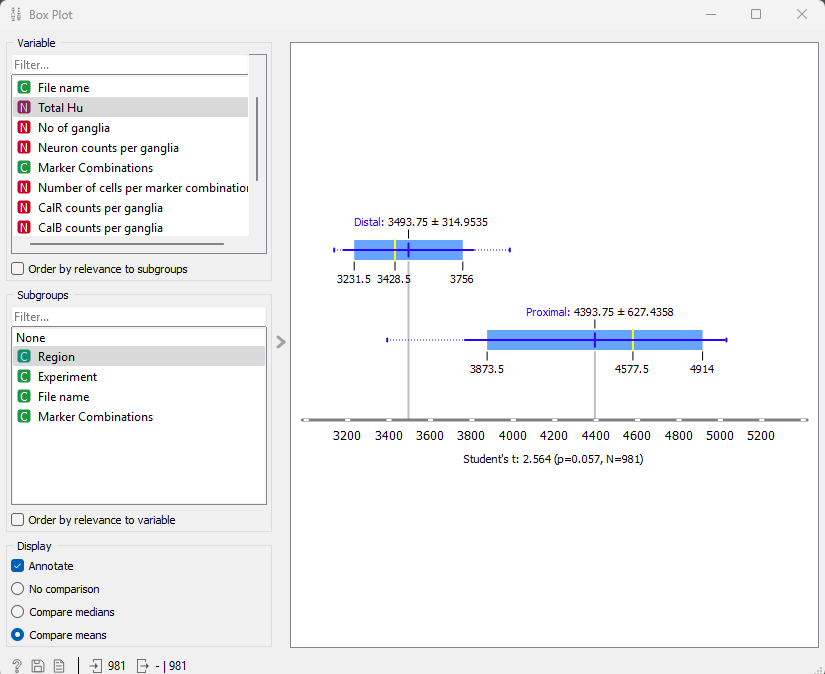 Box Plot
Variable
Filter...
C File name
N Total Hu
N No of ganglia
N Neuron counts per ganglia
C Marker Combinations
N Number of cells per marker combination
N CalR counts per ganglia
N CalB counts per ganglia
Order by relevance to subgroups
Subgroups
Filter...
None
C Region
C Experiment
C File name
C Marker Combinations
Order by relevance to variable
Display
Annotate
No comparison
Compare medians
Compare means
? 981 - | 981
Distal: 3493.75 ± 314.9535
3231.5 3428.5 3756
Proximal: 4393.75 ± 627.4358
3873.5 4577.5 4914
3200 3400 3600 3800 4000 4200 4400 4600 4800 5000 5200
Student's t: 2.564 (p=0.057, N=981)